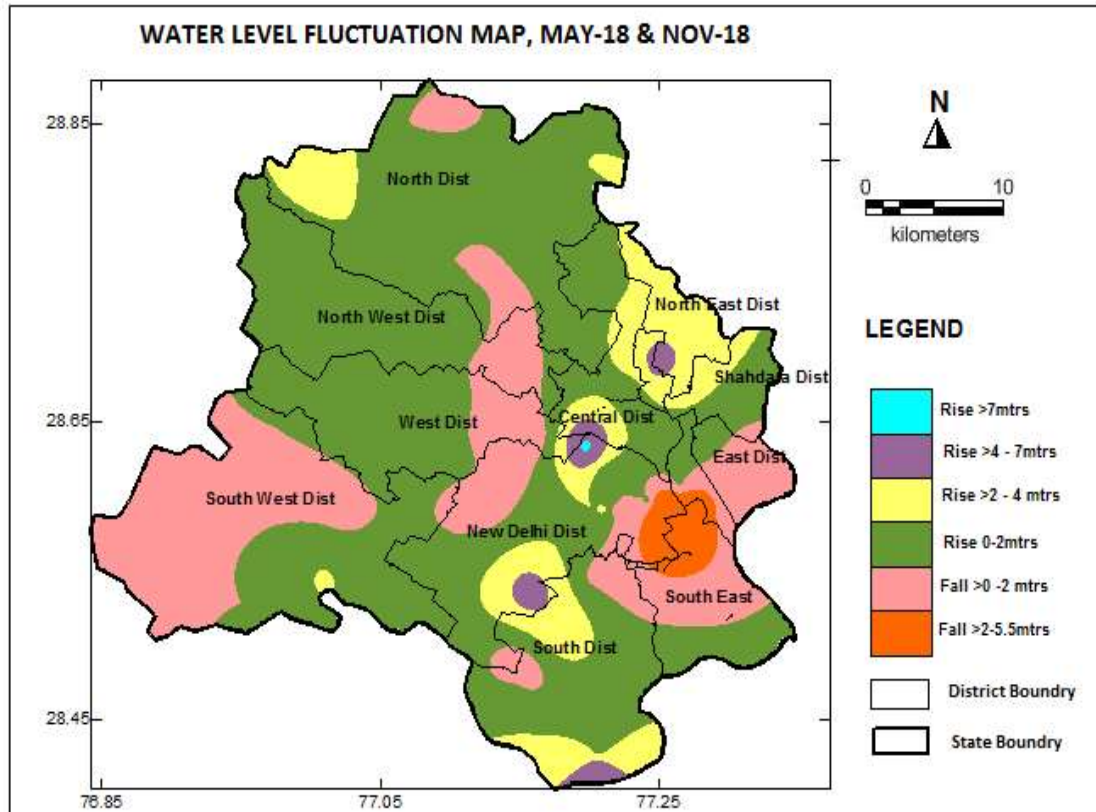 WATER LEVEL FLUCTUATION MAP, MAY-18 & NOV-18
N
0 10
kilometers
28.85
28.65
28.45
76.85 77.05 77.25
North Dist
North East Dist
North West Dist
Shahdara Dist
Central Dist
West Dist
East Dist
South West Dist
New Delhi Dist
South East
South Dist
LEGEND
Rise >7mtrs
Rise >4 - 7mtrs
Rise >2 - 4 mtrs
Rise 0-2mtrs
Fall >0 -2 mtrs
Fall >2-5.5mtrs
District Boundry
State Boundry